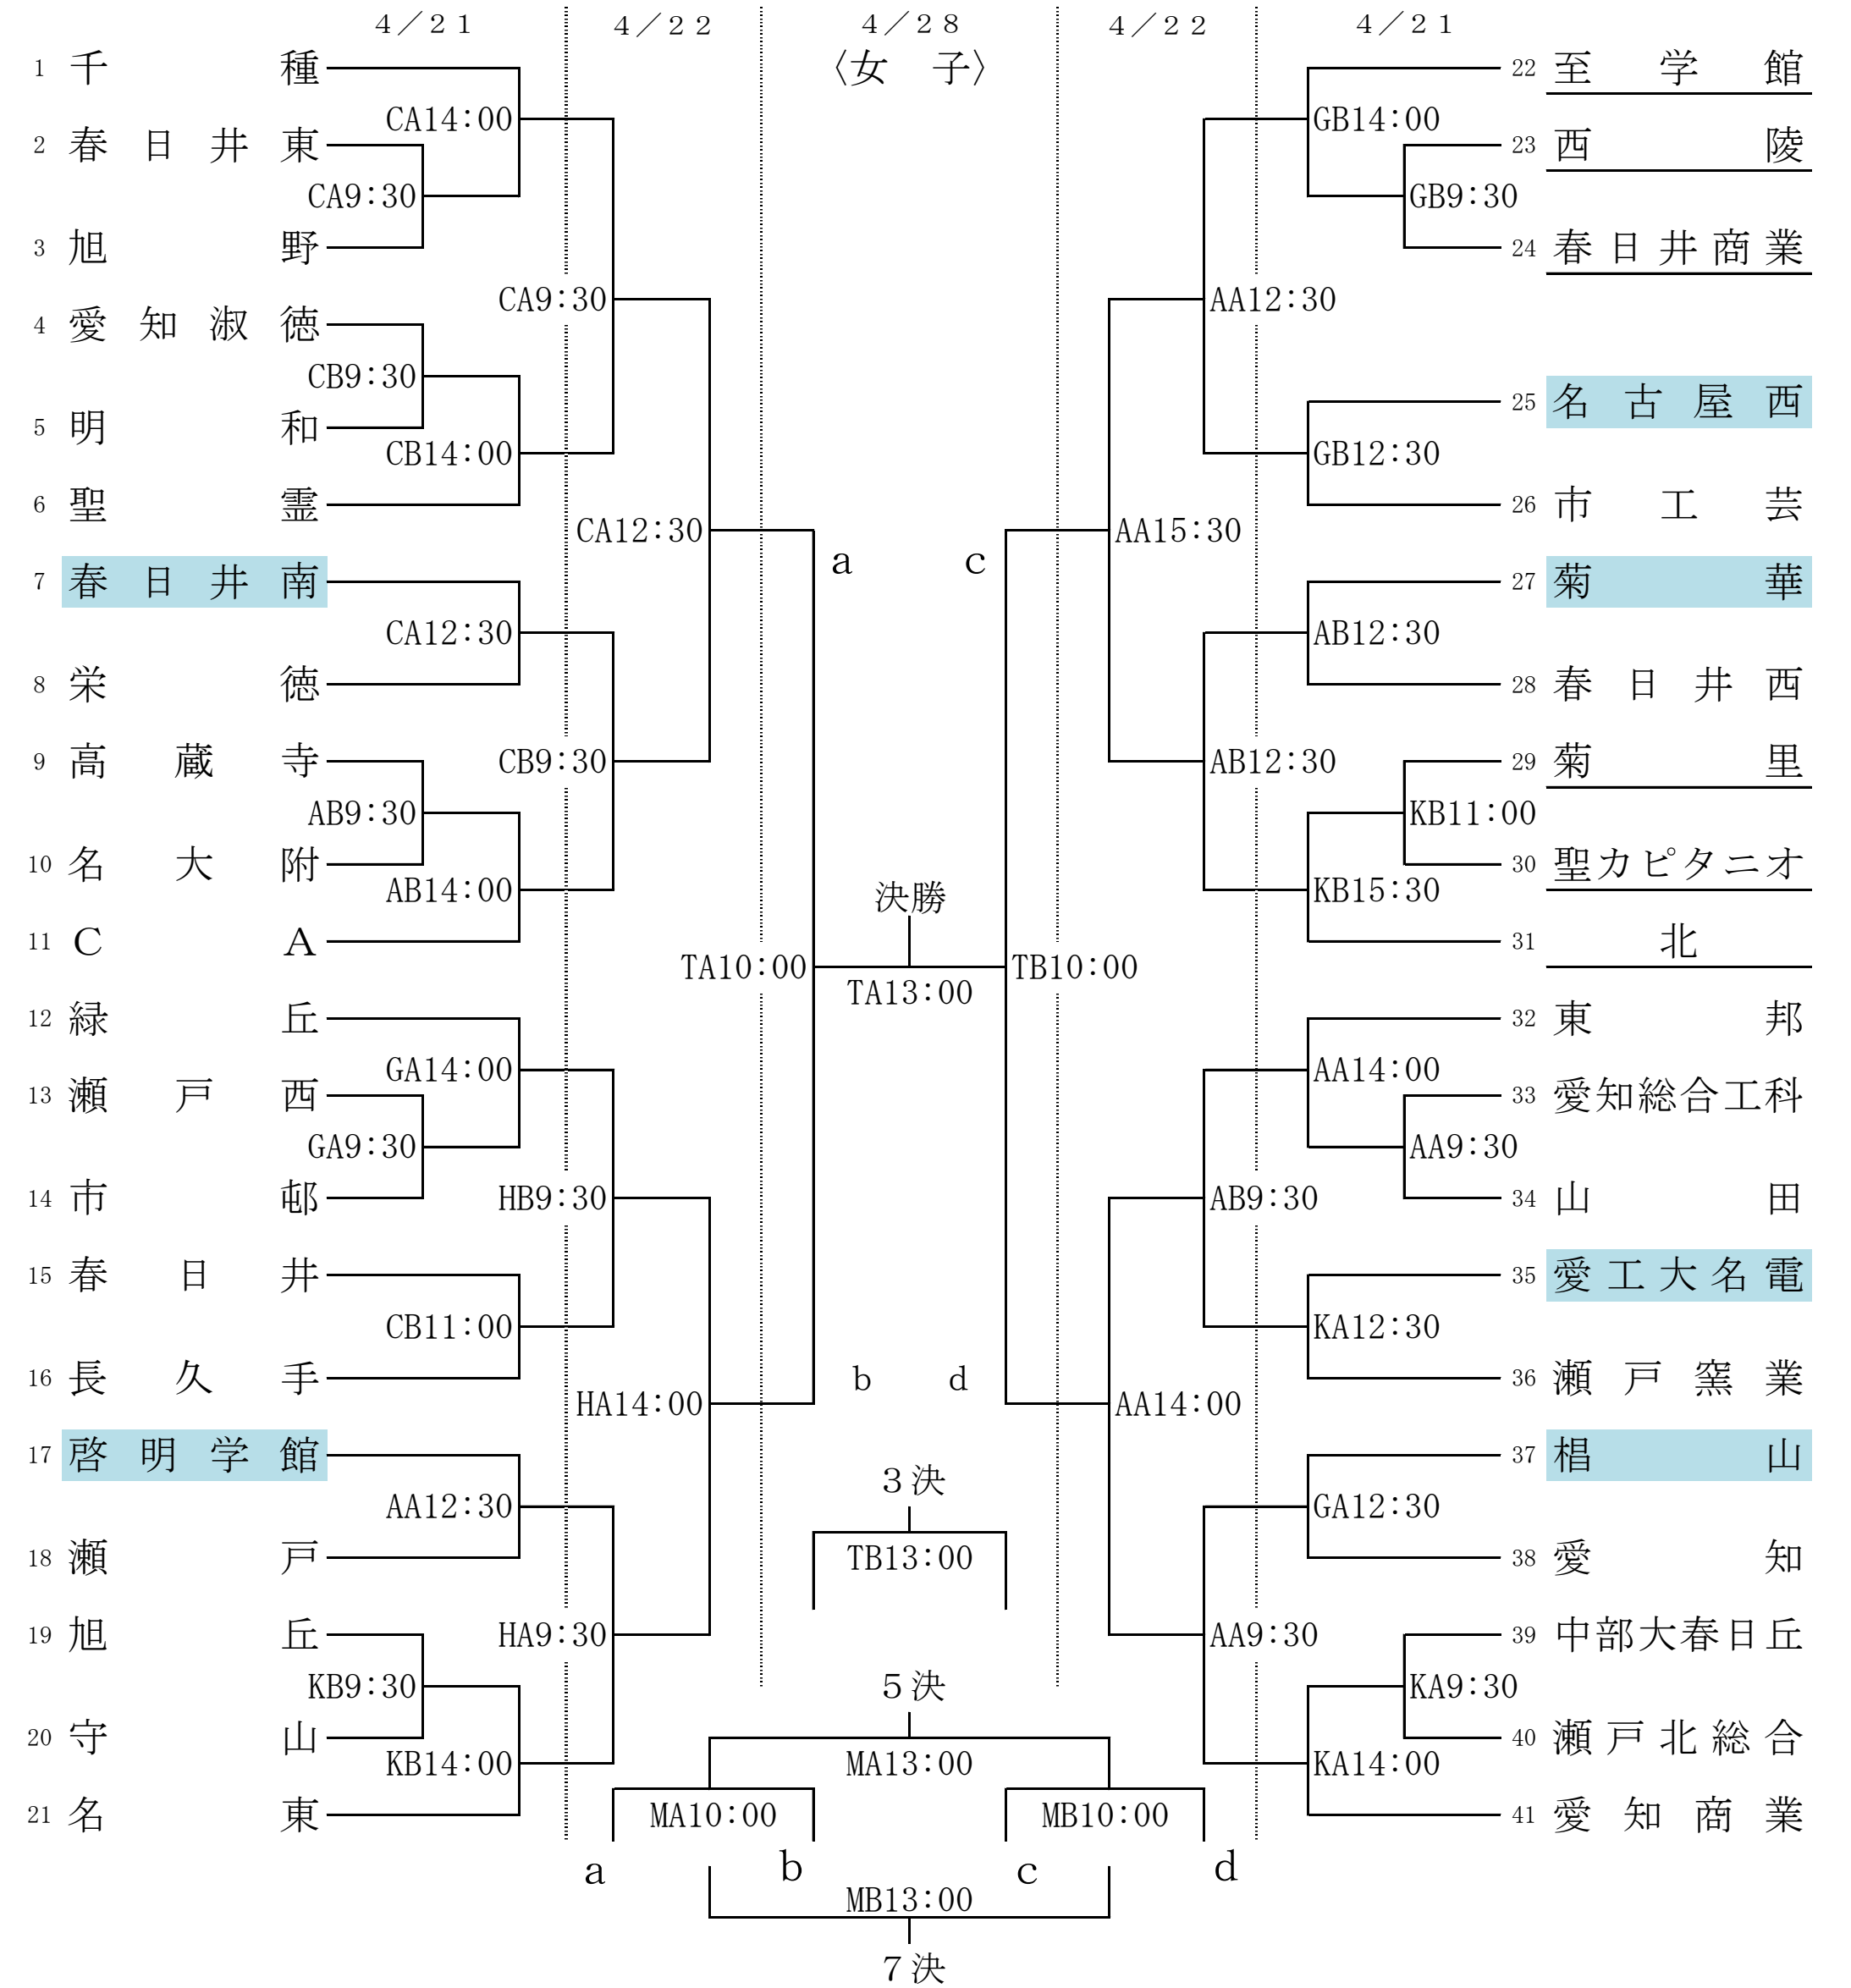 4／21 4／22 4／28 4／22 4／21
〈女 子〉
1 千種
CA14:00
2 春日井東
CA9:30
3 旭野
CA9:30
4 愛知淑徳
CB9:30
5 明和
CB14:00
6 聖霊
CA12:30
7 春日井南
CA12:30
8 栄徳
CB9:30
9 高蔵寺
AB9:30
10 名大附
AB14:00
11 CA
TA10:00
12 緑丘
GA14:00
13 瀬戸西
GA9:30
14 市邨
HB9:30
15 春日井
CB11:00
16 長久手
HA14:00
17 啓明学館
AA12:30
18 瀬戸
HA9:30
19 旭丘
KB9:30
20 守山
KB14:00
21 名東
a c
決勝
TA13:00
b d
3決
TB13:00
5決
MA13:00
MA10:00 MB10:00
a b c d
MB13:00
7決
22 至学館
GB14:00
23 西陵
GB9:30
24 春日井商業
AA12:30
25 名古屋西
GB12:30
26 市工芸
AA15:30
27 菊華
AB12:30
28 春日井西
AB12:30
29 菊里
KB11:00
30 聖カピタニオ
KB15:30
31 北
TB10:00
32 東邦
AA14:00
33 愛知総合工科
AA9:30
34 山田
AB9:30
35 愛工大名電
KA12:30
36 瀬戸窯業
AA14:00
37 椙山
GA12:30
38 愛知
AA9:30
39 中部大春日丘
KA9:30
40 瀬戸北総合
KA14:00
41 愛知商業